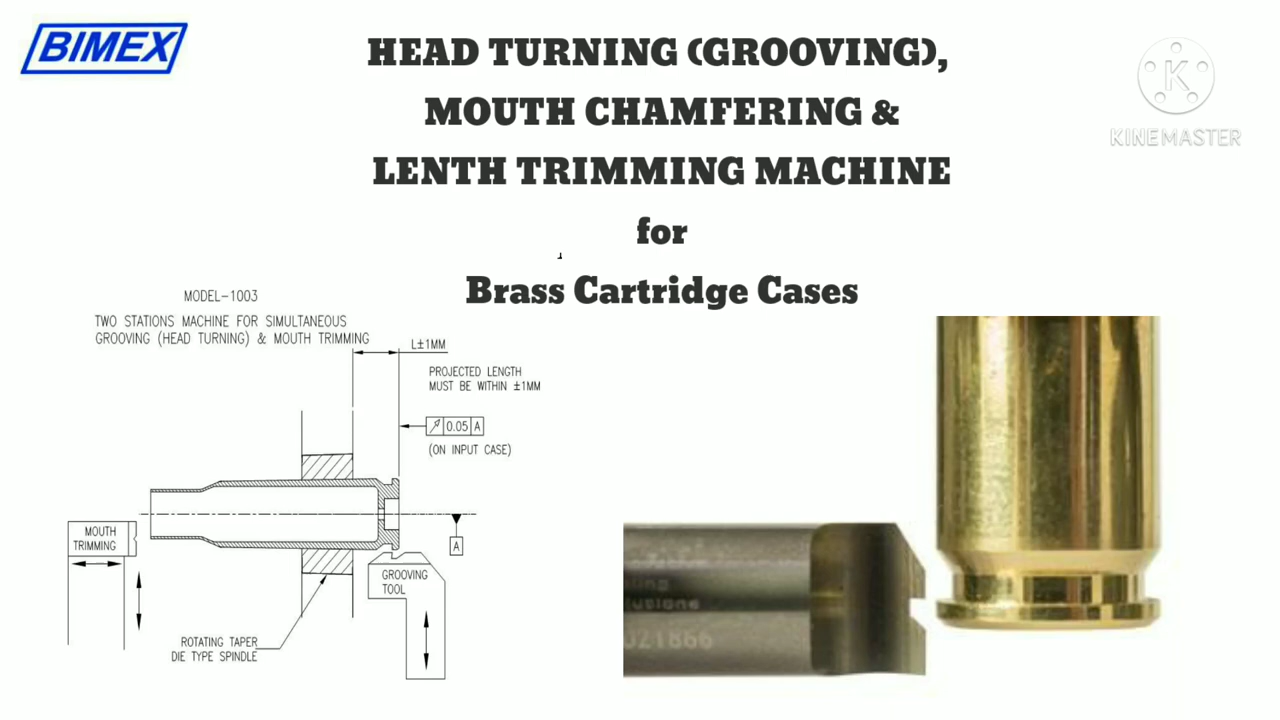 BIMEX
HEAD TURNING (GROOVING),
MOUTH CHAMFERING &
LENTH TRIMMING MACHINE
for
Brass Cartridge Cases
K
KINEMASTER
MODEL-1003
TWO STATIONS MACHINE FOR SIMULTANEOUS
GROOVING (HEAD TURNING) & MOUTH TRIMMING
L±1MM
PROJECTED LENGTH
MUST BE WITHIN ±1MM
0.05 A
(ON INPUT CASE)
MOUTH
TRIMMING
A
GROOVING
TOOL
ROTATING TAPER
DIE TYPE SPINDLE